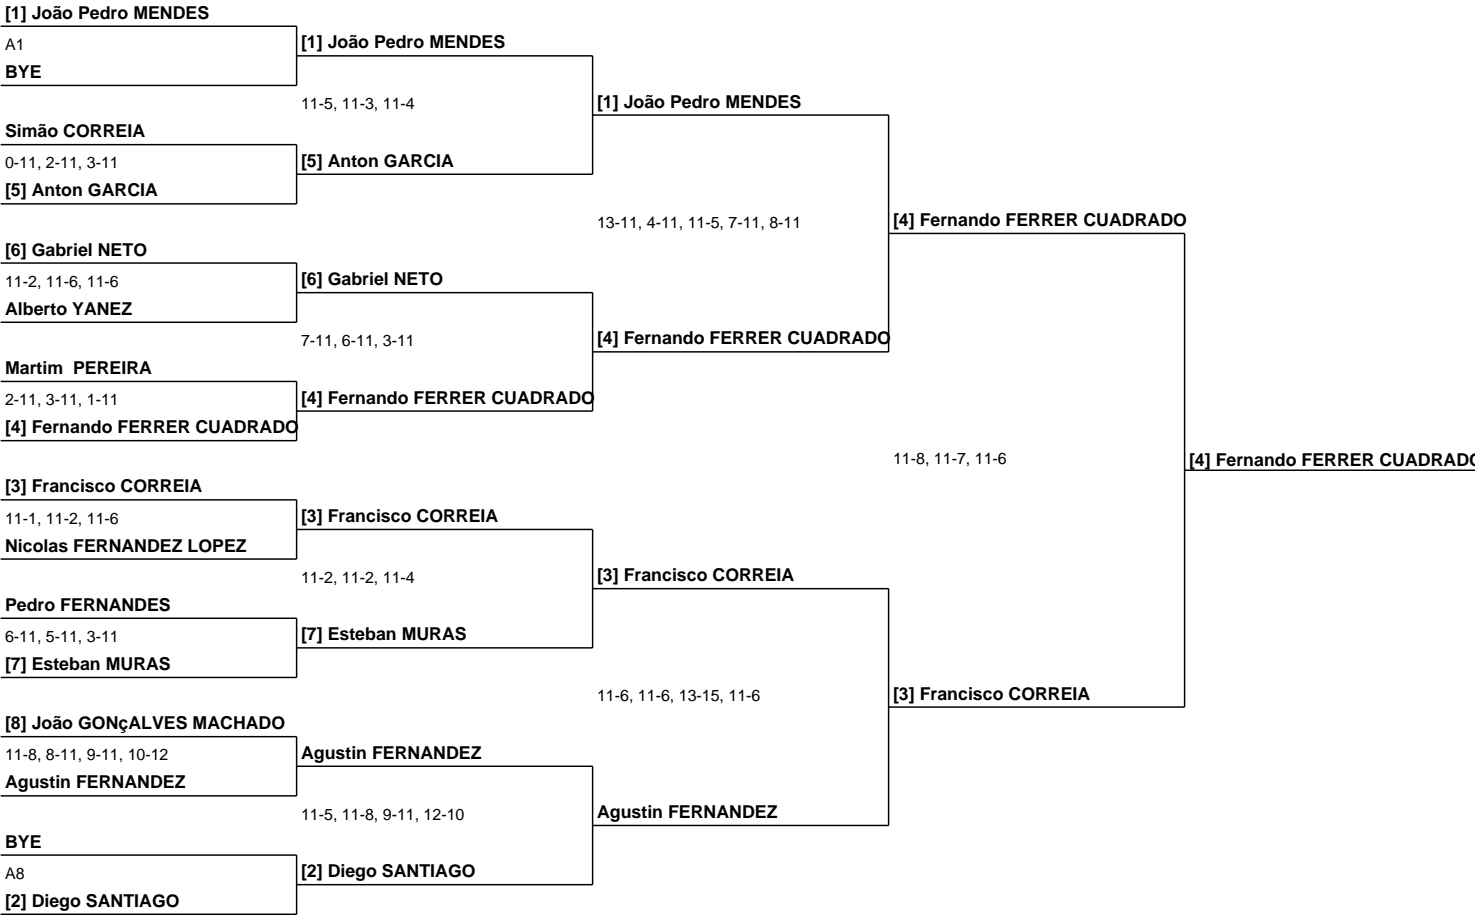 [1] João Pedro MENDES
A1
BYE
Simão CORREIA
0-11, 2-11, 3-11
[5] Anton GARCIA
[6] Gabriel NETO
11-2, 11-6, 11-6
Alberto YANEZ
Martim  PEREIRA
2-11, 3-11, 1-11
[4] Fernando FERRER CUADRADO
[3] Francisco CORREIA
11-1, 11-2, 11-6
Nicolas FERNANDEZ LOPEZ
Pedro FERNANDES
6-11, 5-11, 3-11
[7] Esteban MURAS
[8] João GONçALVES MACHADO
11-8, 8-11, 9-11, 10-12
Agustin FERNANDEZ
BYE
A8
[2] Diego SANTIAGO
[1] João Pedro MENDES
11-5, 11-3, 11-4
[5] Anton GARCIA
[6] Gabriel NETO
7-11, 6-11, 3-11
[4] Fernando FERRER CUADRADO
[3] Francisco CORREIA
11-2, 11-2, 11-4
[7] Esteban MURAS
Agustin FERNANDEZ
11-5, 11-8, 9-11, 12-10
[2] Diego SANTIAGO
[1] João Pedro MENDES
13-11, 4-11, 11-5, 7-11, 8-11
[4] Fernando FERRER CUADRADO
[3] Francisco CORREIA
11-6, 11-6, 13-15, 11-6
Agustin FERNANDEZ
[4] Fernando FERRER CUADRADO
11-8, 11-7, 11-6
[3] Francisco CORREIA
[4] Fernando FERRER CUADRADO